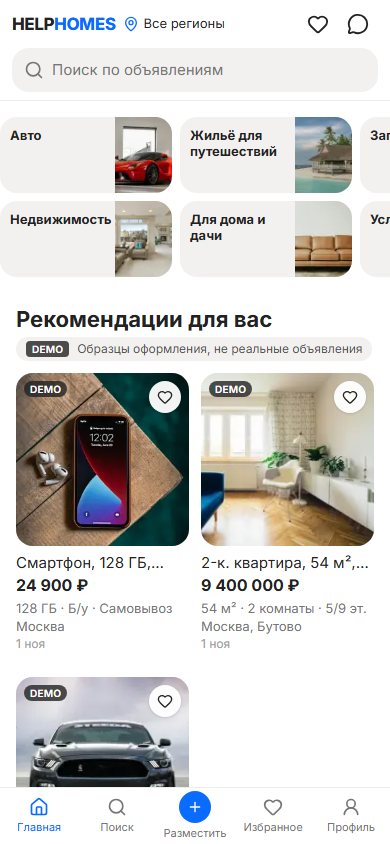 HELPHOMES
Все регионы
Поиск по объявлениям
Авто
Жильё для
путешествий
Недвижимость
Для дома и
дачи
Рекомендации для вас
DEMO Образцы оформления, не реальные объявления
DEMO
12:02
DEMO
Смартфон, 128 ГБ,...
24 900 ₽
128 ГБ · Б/у · Самовывоз
Москва
1 ноя
2-к. квартира, 54 м²,...
9 400 000 ₽
54 м² · 2 комнаты · 5/9 эт.
Москва, Бутово
1 ноя
DEMO
Главная
Поиск
Разместить
Избранное
Профиль